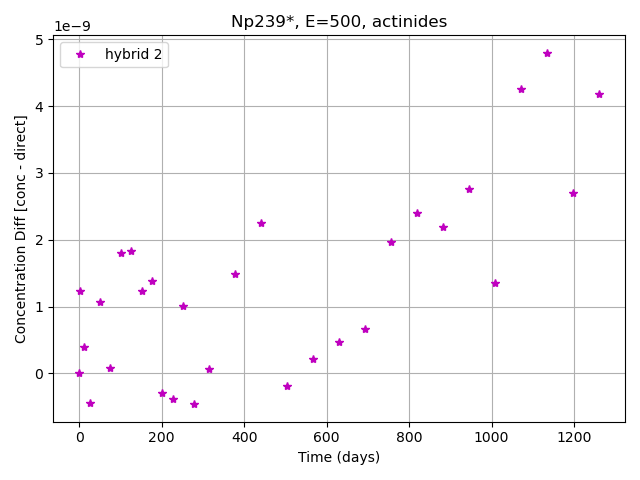 Np239*, E=500, actinides
1e−9
hybrid 2
5
4
3
2
1
0
Concentration Diff [conc - direct]
0 200 400 600 800 1000 1200
Time (days)